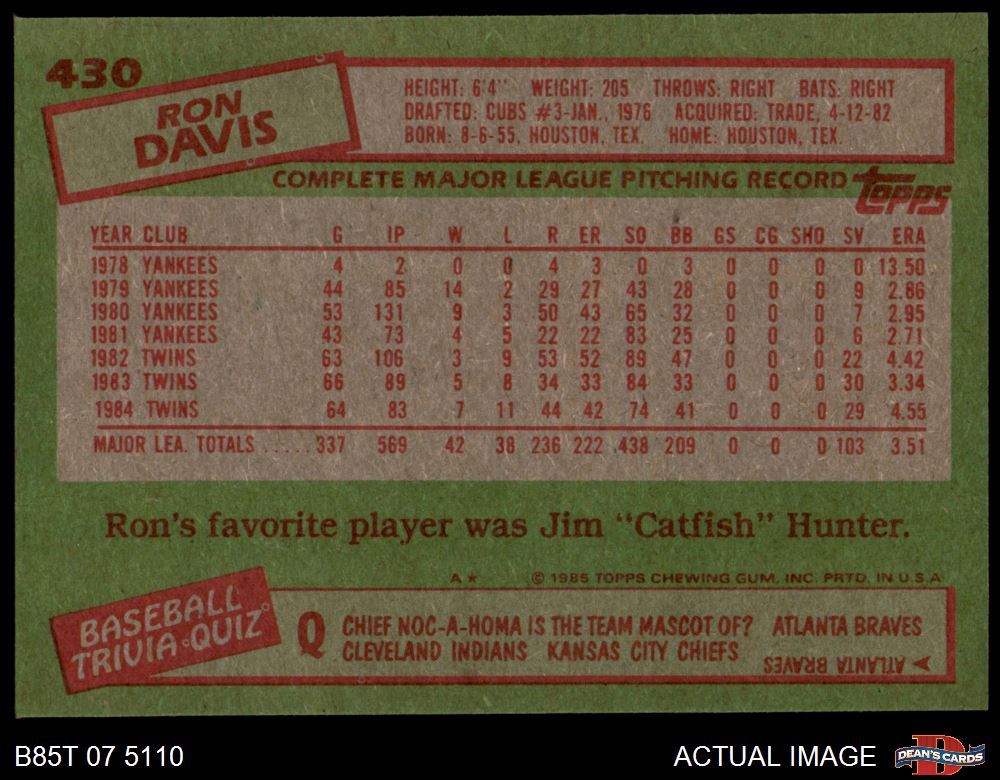 430
RON
DAVIS
HEIGHT: 6'4" WEIGHT: 205 THROWS: RIGHT BATS: RIGHT
DRAFTED: CUBS #3-JAN., 1976 ACQUIRED: TRADE, 4-12-82
BORN: 8-6-55, HOUSTON, TEX. HOME: HOUSTON, TEX.
COMPLETE MAJOR LEAGUE PITCHING RECORD topps
YEAR CLUB G IP W L R ER SO BB GS CG SHO SV ERA
1978 YANKEES 4 2 0 0 4 3 0 3 0 0 0 0 13.50
1979 YANKEES 44 85 14 2 29 27 43 28 0 0 0 9 2.86
1980 YANKEES 53 131 9 3 50 43 65 32 0 0 0 7 2.95
1981 YANKEES 43 73 4 5 22 22 83 25 0 0 0 6 2.71
1982 TWINS 63 106 3 9 53 52 89 47 0 0 0 22 4.42
1983 TWINS 66 89 5 8 34 33 84 33 0 0 0 30 3.34
1984 TWINS 64 83 7 11 44 42 74 41 0 0 0 29 4.55
MAJOR LEA. TOTALS ..... 337 569 42 38 236 222 438 209 0 0 0 103 3.51
Ron's favorite player was Jim "Catfish" Hunter.
A* © 1985 TOPPS CHEWING GUM, INC. PRTD. IN U.S.A
BASEBALL
TRIVIA QUIZ
Q CHIEF NOC-A-HOMA IS THE TEAM MASCOT OF? ATLANTA BRAVES
CLEVELAND INDIANS KANSAS CITY CHIEFS
ATLANTA BRAVES
B85T 07 5110 ACTUAL IMAGE DEAN'S CARDS